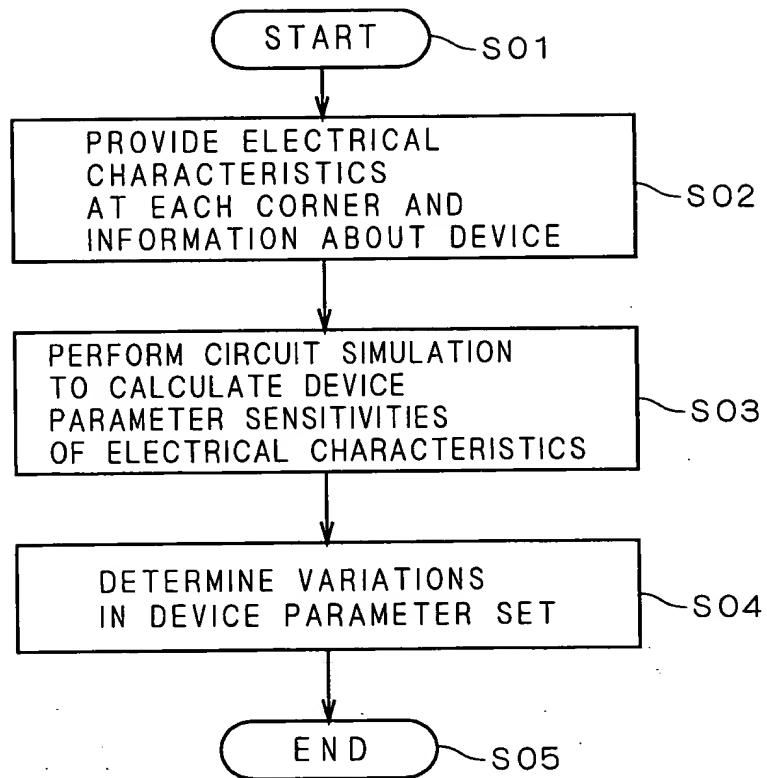 START
S01
PROVIDE ELECTRICAL
CHARACTERISTICS
AT EACH CORNER AND
INFORMATION ABOUT DEVICE
S02
PERFORM CIRCUIT SIMULATION
TO CALCULATE DEVICE
PARAMETER SENSITIVITIES
OF ELECTRICAL CHARACTERISTICS
S03
DETERMINE VARIATIONS
IN DEVICE PARAMETER SET
S04
END
S05